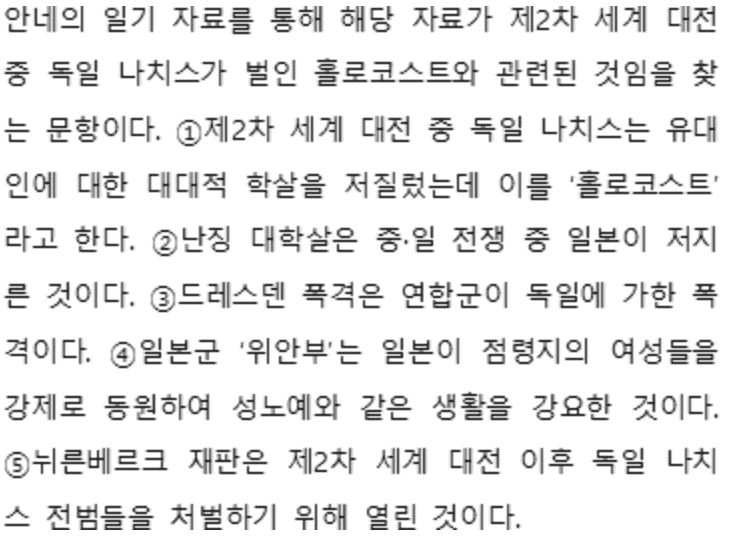 안네의 일기 자료를 통해 해당 자료가 제2차 세계 대전
중 독일 나치스가 벌인 홀로코스트와 관련된 것임을 찾
는 문항이다. ①제2차 세계 대전 중 독일 나치스는 유대
인에 대한 대대적 학살을 저질렀는데 이를 '홀로코스트'
라고 한다. ②난징 대학살은 중·일 전쟁 중 일본이 저지
른 것이다. ③드레스덴 폭격은 연합군이 독일에 가한 폭
격이다. ④일본군 '위안부'는 일본이 점령지의 여성들을
강제로 동원하여 성노예와 같은 생활을 강요한 것이다.
⑤뉘른베르크 재판은 제2차 세계 대전 이후 독일 나치
스 전범들을 처벌하기 위해 열린 것이다.